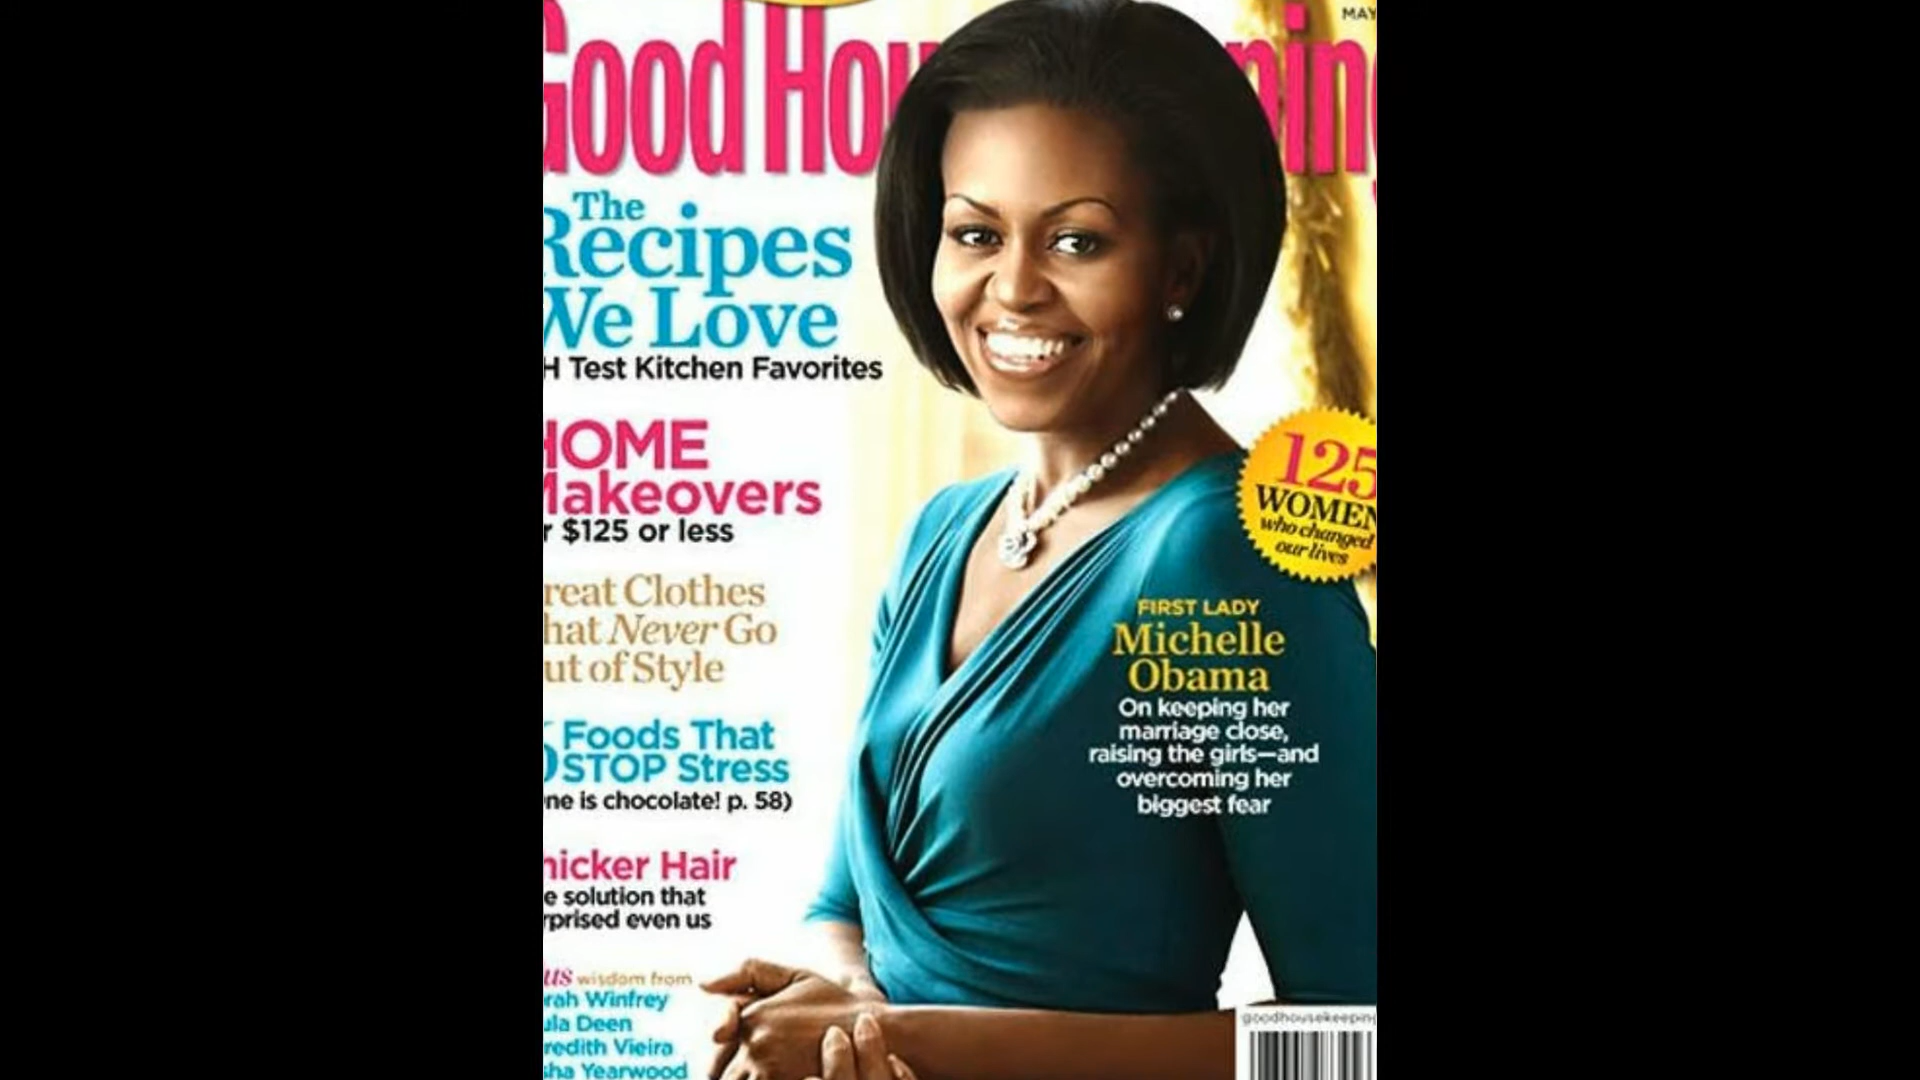 MAY
Good Hou ping
The
Recipes
We Love
H Test Kitchen Favorites
HOME
Makeovers
r $125 or less
reat Clothes
hat Never Go
ut of Style
Foods That
STOP Stress
ne is chocolate! p. 58)
hicker Hair
e solution that
rprised even us
us wisdom from
rah Winfrey
ula Deen
redith Vieira
sha Yearwood
125
WOMEN
who changed
our lives
FIRST LADY
Michelle
Obama
On keeping her
marriage close,
raising the girls—and
overcoming her
biggest fear
goodhousekeeping